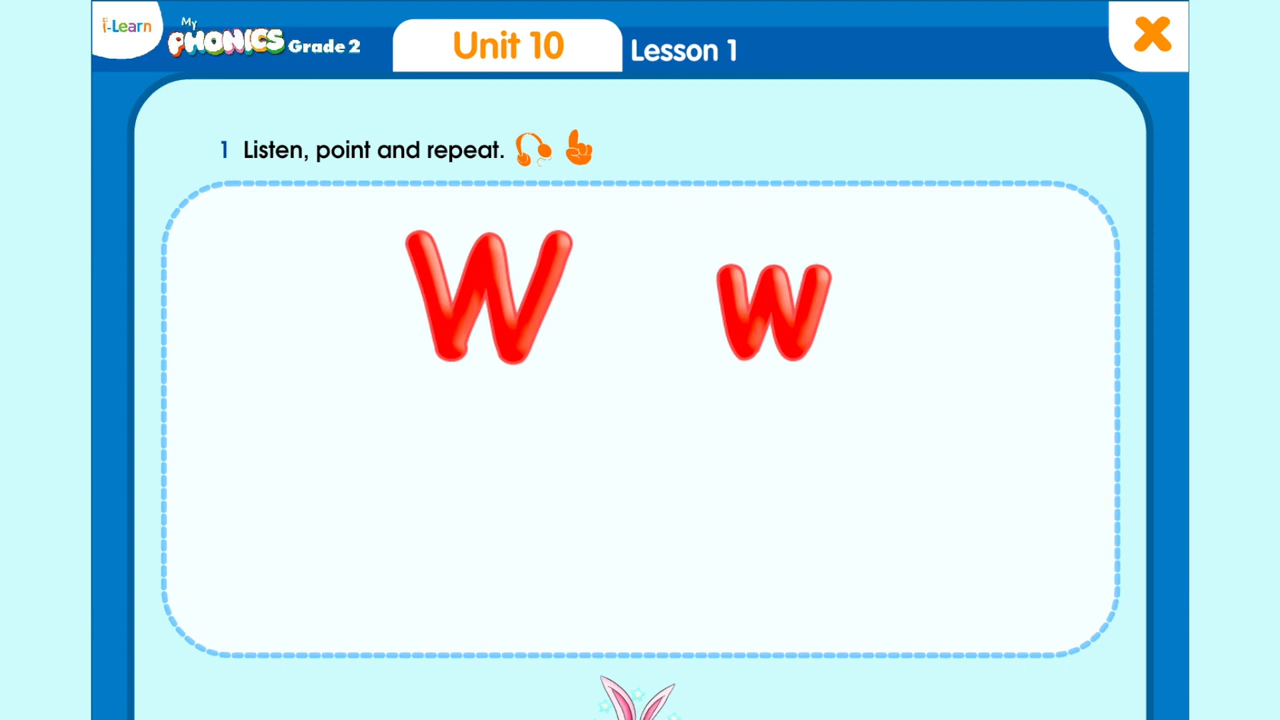 i-Learn
My
PHONICS Grade 2
Unit 10
Lesson 1
1 Listen, point and repeat.
W w